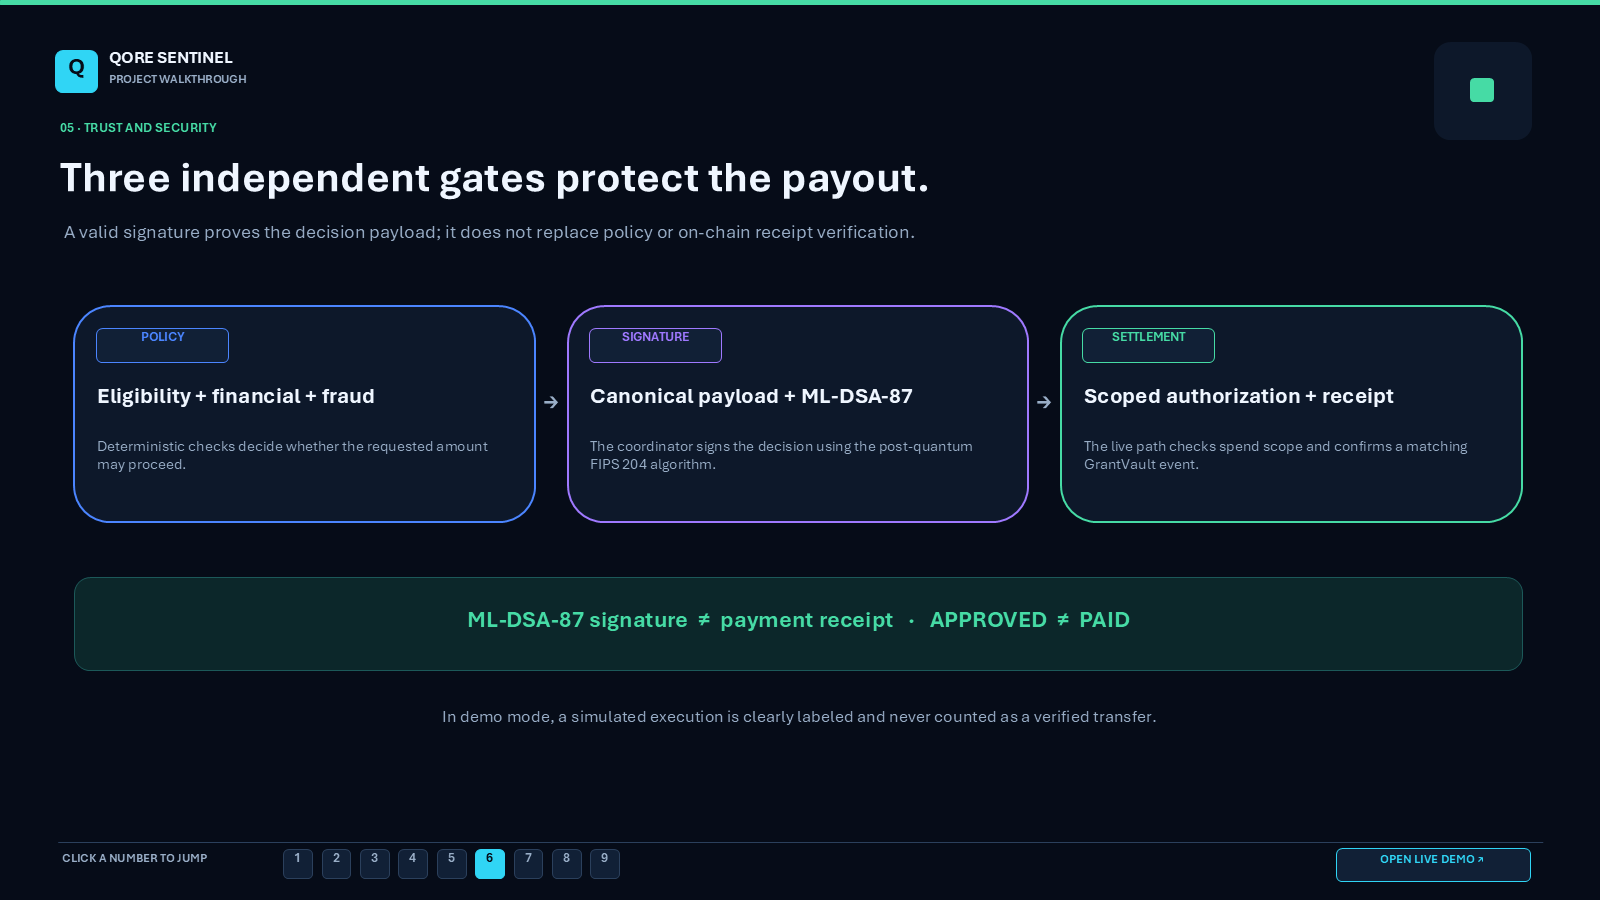 Q
QORE SENTINEL
PROJECT WALKTHROUGH
05 · TRUST AND SECURITY
Three independent gates protect the payout.
A valid signature proves the decision payload; it does not replace policy or on-chain receipt verification.
POLICY
Eligibility + financial + fraud
Deterministic checks decide whether the requested amount
may proceed.
→
SIGNATURE
Canonical payload + ML-DSA-87
The coordinator signs the decision using the post-quantum
FIPS 204 algorithm.
→
SETTLEMENT
Scoped authorization + receipt
The live path checks spend scope and confirms a matching
GrantVault event.
ML-DSA-87 signature ≠ payment receipt · APPROVED ≠ PAID
In demo mode, a simulated execution is clearly labeled and never counted as a verified transfer.
CLICK A NUMBER TO JUMP
1 2 3 4 5 6 7 8 9
OPEN LIVE DEMO ↗